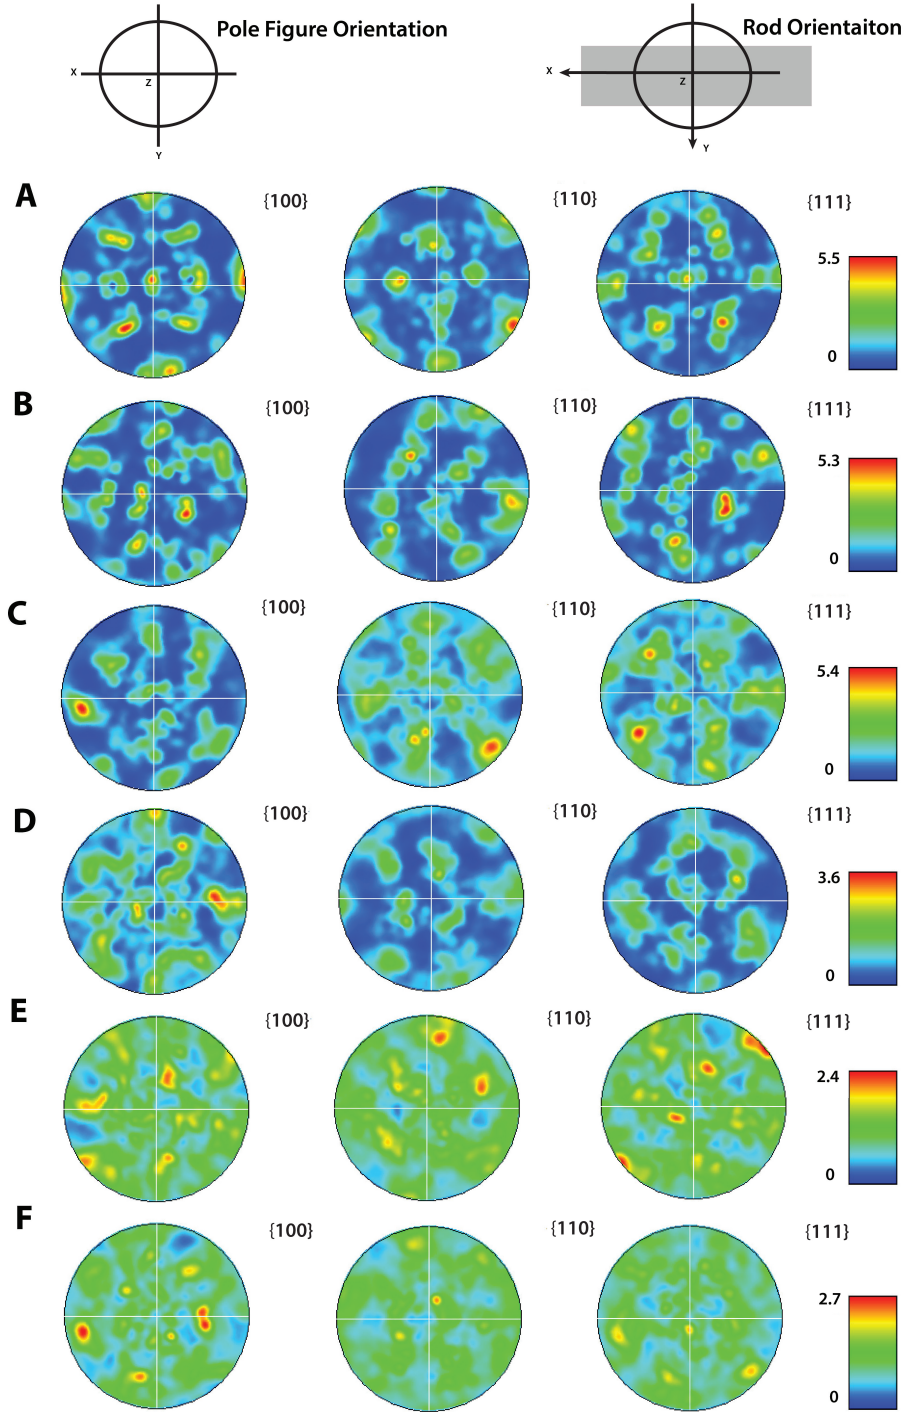 Pole Figure Orientation
Rod Orientaiton
X
Z
Y
X
Z
Y
A
{100}
{110}
{111}
5.5
0
B
{100}
{110}
{111}
5.3
0
C
{100}
{110}
{111}
5.4
0
D
{100}
{110}
{111}
3.6
0
E
{100}
{110}
{111}
2.4
0
F
{100}
{110}
{111}
2.7
0